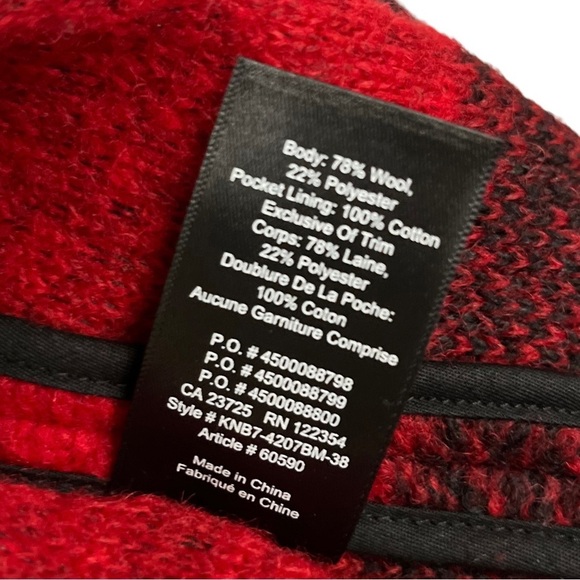 Body: 78% Wool,
22% Polyester
Pocket Lining: 100% Cotton
Exclusive Of Trim
Corps: 78% Laine,
22% Polyester
Doublure De La Poche:
100% Coton
Aucune Garniture Comprise
P.O. # 4500088798
P.O. # 4500088799
P.O. # 4500088800
CA 23725 RN 122354
Style # KNB7-4207BM-38
Article # 60590
Made in China
Fabriqué en Chine